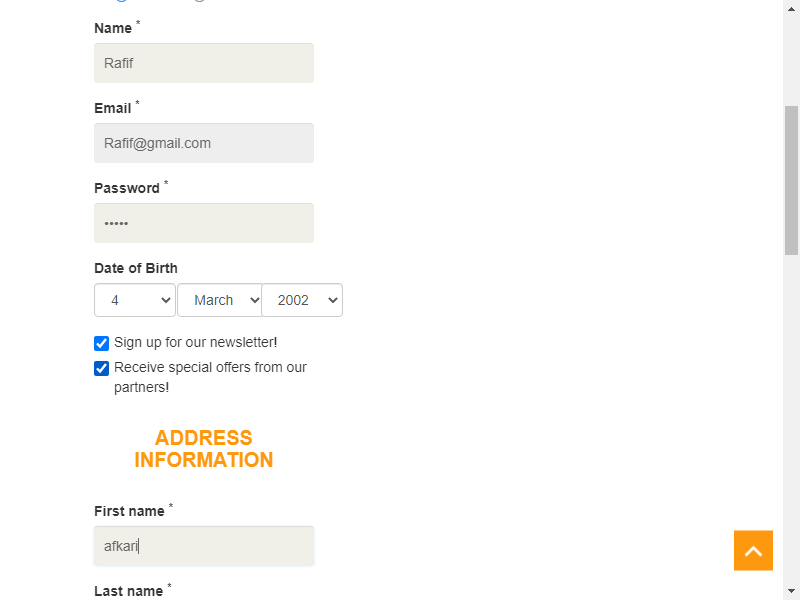 Name *
Rafif
Email *
Rafif@gmail.com
Password *
•••••
Date of Birth
4 March 2002
Sign up for our newsletter!
Receive special offers from our
partners!
ADDRESS
INFORMATION
First name *
afkari
Last name *